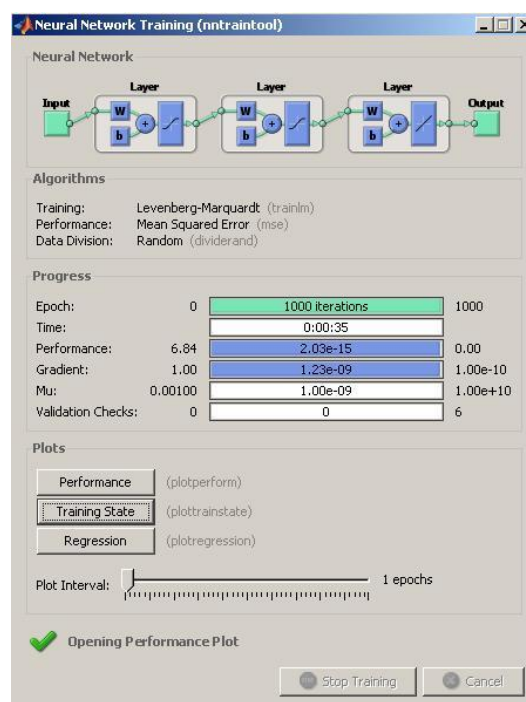 Neural Network Training (nntraintool)
Neural Network
Layer Layer Layer
Input Output
W W W
+ + +
b b b
Algorithms
Training: Levenberg-Marquardt (trainlm)
Performance: Mean Squared Error (mse)
Data Division: Random (dividerand)
Progress
Epoch: 0 1000 iterations 1000
Time: 0:00:35
Performance: 6.84 2.03e-15 0.00
Gradient: 1.00 1.23e-09 1.00e-10
Mu: 0.00100 1.00e-09 1.00e+10
Validation Checks: 0 0 6
Plots
Performance (plotperform)
Training State (plottrainstate)
Regression (plotregression)
Plot Interval: 1 epochs
Opening Performance Plot
Stop Training Cancel